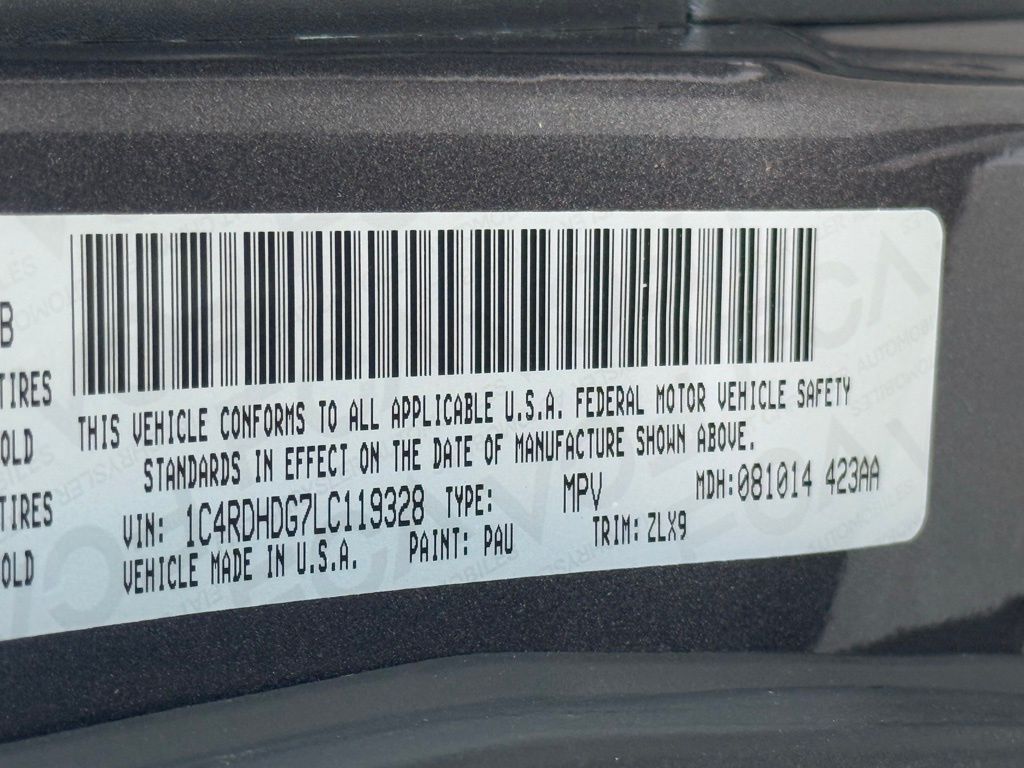 B
TIRES
OLD
TIRES
OLD
THIS VEHICLE CONFORMS TO ALL APPLICABLE U.S.A. FEDERAL MOTOR VEHICLE SAFETY
STANDARDS IN EFFECT ON THE DATE OF MANUFACTURE SHOWN ABOVE.
VIN: 1C4RDHDG7LC119328 TYPE: MPV MDH:081014 423AA
VEHICLE MADE IN U.S.A. PAINT: PAU TRIM: ZLX9